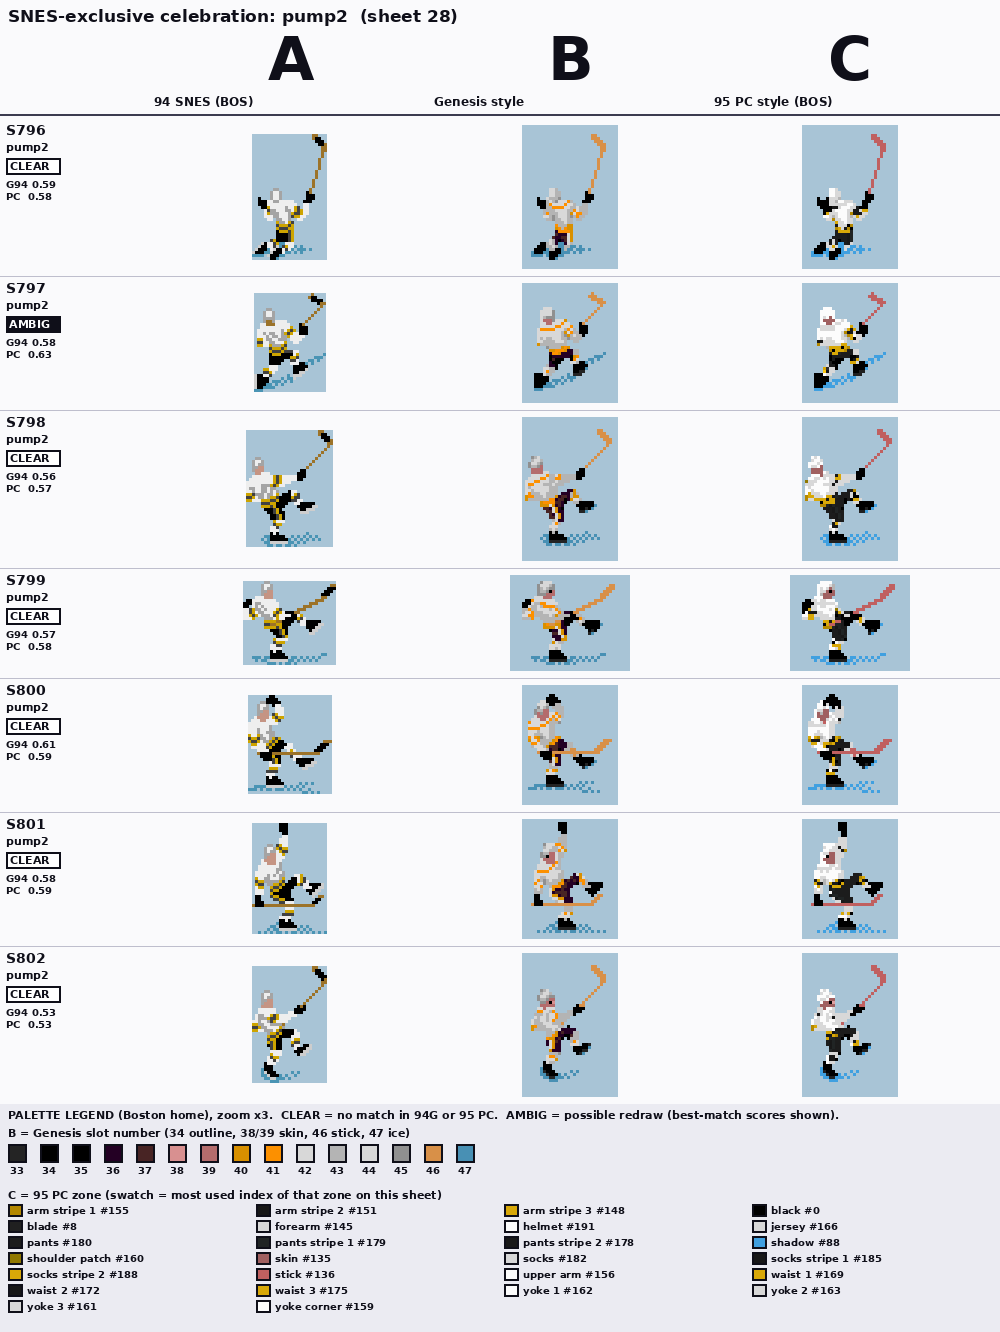 SNES-exclusive celebration: pump2  (sheet 28)
A B C
94 SNES (BOS) Genesis style 95 PC style (BOS)
S796
pump2
CLEAR
G94 0.59
PC  0.58
S797
pump2
AMBIG
G94 0.58
PC  0.63
S798
pump2
CLEAR
G94 0.56
PC  0.57
S799
pump2
CLEAR
G94 0.57
PC  0.58
S800
pump2
CLEAR
G94 0.61
PC  0.59
S801
pump2
CLEAR
G94 0.58
PC  0.59
S802
pump2
CLEAR
G94 0.53
PC  0.53
PALETTE LEGEND (Boston home), zoom x3.  CLEAR = no match in 94G or 95 PC.  AMBIG = possible redraw (best-match scores shown).
B = Genesis slot number (34 outline, 38/39 skin, 46 stick, 47 ice)
33 34 35 36 37 38 39 40 41 42 43 44 45 46 47
C = 95 PC zone (swatch = most used index of that zone on this sheet)
arm stripe 1 #155 arm stripe 2 #151 arm stripe 3 #148 black #0
blade #8 forearm #145 helmet #191 jersey #166
pants #180 pants stripe 1 #179 pants stripe 2 #178 shadow #88
shoulder patch #160 skin #135 socks #182 socks stripe 1 #185
socks stripe 2 #188 stick #136 upper arm #156 waist 1 #169
waist 2 #172 waist 3 #175 yoke 1 #162 yoke 2 #163
yoke 3 #161 yoke corner #159